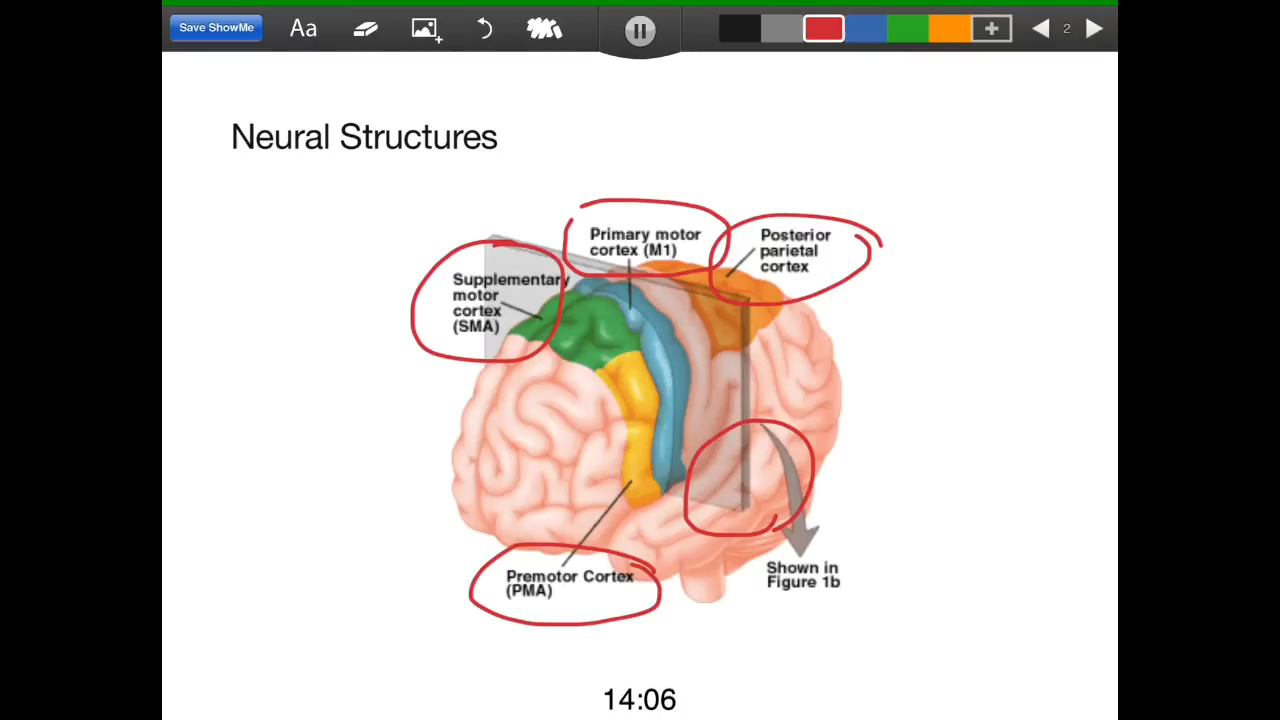 Save ShowMe
Aa
2
Neural Structures
Primary motor
cortex (M1)
Posterior
parietal
cortex
Supplementary
motor
cortex
(SMA)
Premotor Cortex
(PMA)
Shown in
Figure 1b
14:06